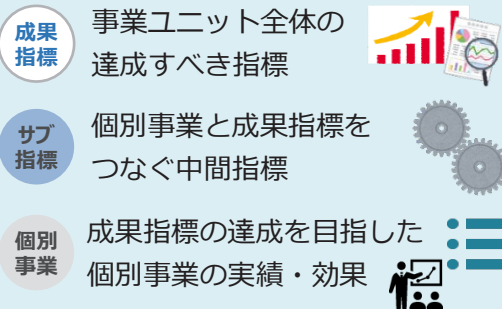 成果
指標
事業ユニット全体の
達成すべき指標
サブ
指標
個別事業と成果指標を
つなぐ中間指標
個別
事業
成果指標の達成を目指した
個別事業の実績・効果